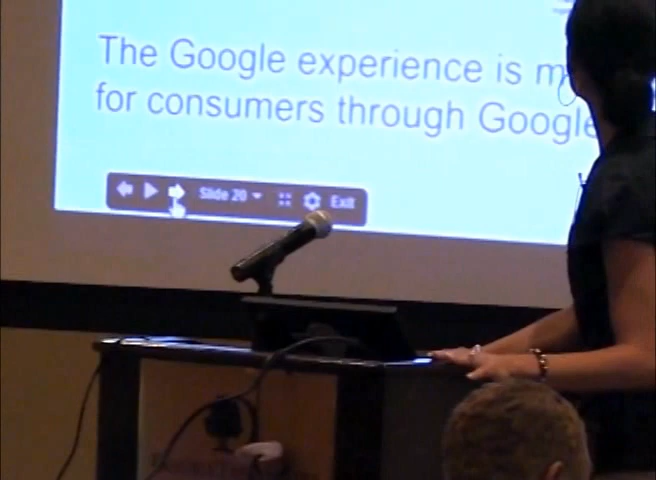 The Google experience is
for consumers through Google
Slide 20 Exit